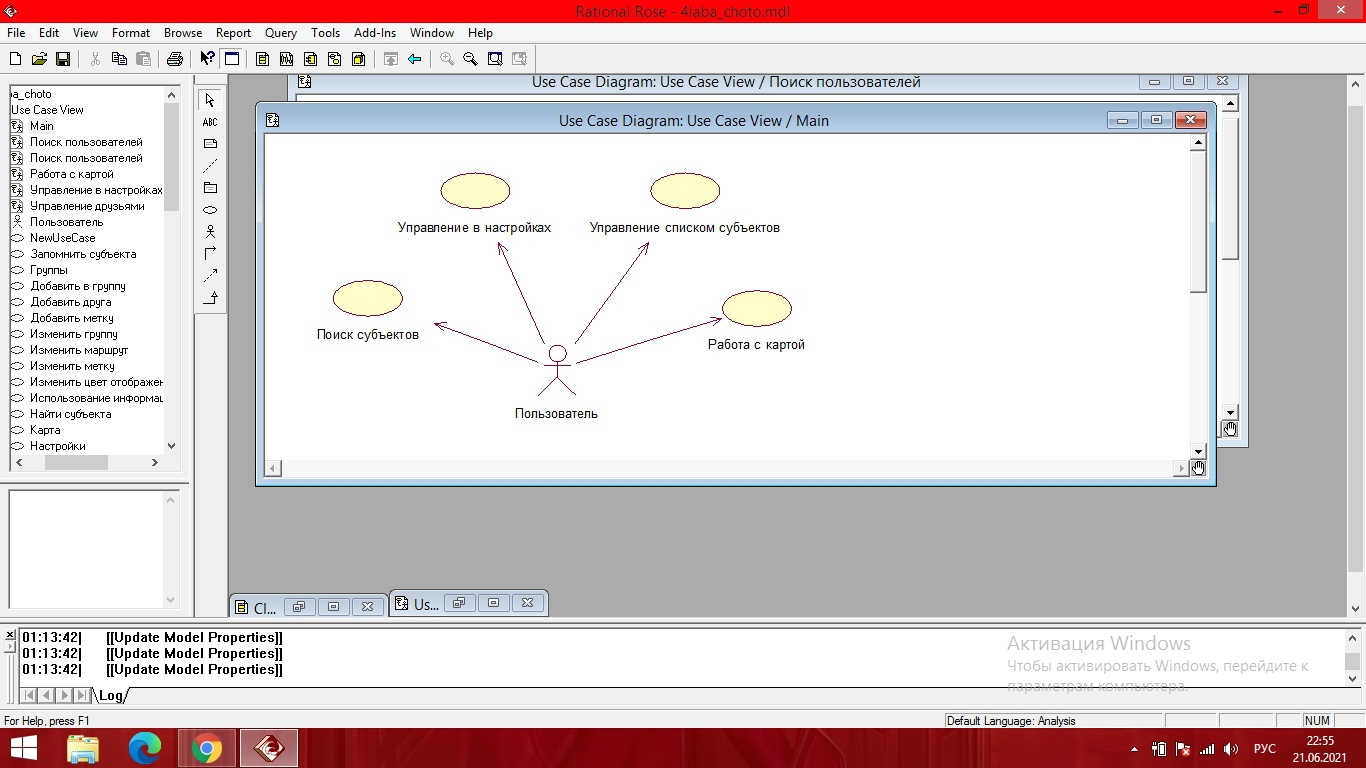 Rational Rose - 4laba_choto.mdl
File Edit View Format Browse Report Query Tools Add-Ins Window Help
a_choto
Use Case View
Main
Поиск пользователей
Поиск пользователей
Работа с картой
Управление в настройках
Управление друзьями
Пользователь
NewUseCase
Запомнить субъекта
Группы
Добавить в группу
Добавить друга
Добавить метку
Изменить группу
Изменить маршрут
Изменить метку
Изменить цвет отображен
Использование информац
Найти субъекта
Карта
Настройки
ABC
Use Case Diagram: Use Case View / Поиск пользователей
Use Case Diagram: Use Case View / Main
Управление в настройках
Управление списком субъектов
Поиск субъектов
Работа с картой
Пользователь
Cl...
Us...
01:13:42| [[Update Model Properties]]
01:13:42| [[Update Model Properties]]
01:13:42| [[Update Model Properties]]
Log
Активация Windows
Чтобы активировать Windows, перейдите к
параметрам компьютера.
For Help, press F1
Default Language: Analysis
NUM
РУС
22:55
21.06.2021